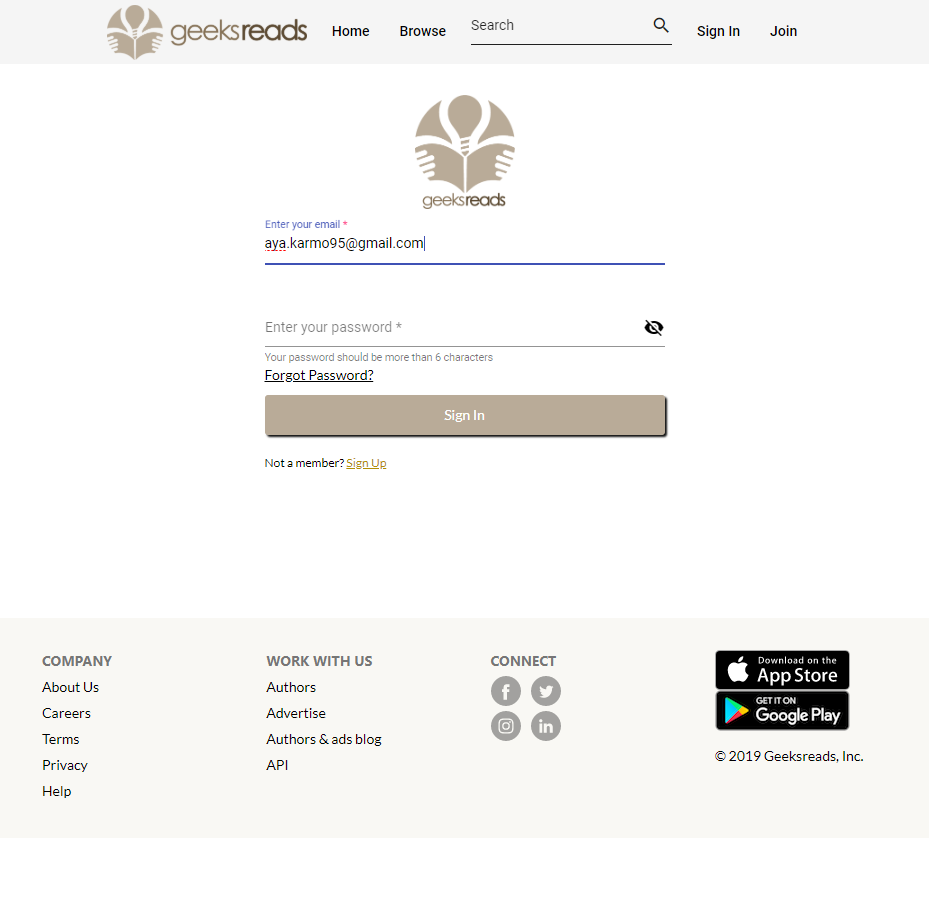 geeksreads Home Browse Search Sign In Join
geeksreads
Enter your email *
aya.karmo95@gmail.com
Enter your password *
Your password should be more than 6 characters
Forgot Password?
Sign In
Not a member? Sign Up
COMPANY
About Us
Careers
Terms
Privacy
Help
WORK WITH US
Authors
Advertise
Authors & ads blog
API
CONNECT
f
in
Download on the
App Store
GET IT ON
Google Play
© 2019 Geeksreads, Inc.